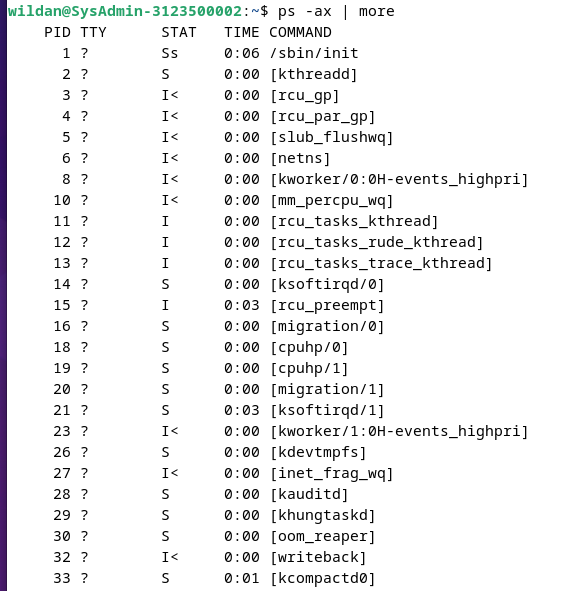 wildan@SysAdmin-3123500002:~$ ps -ax | more
PID TTY STAT TIME COMMAND
1 ? Ss 0:06 /sbin/init
2 ? S 0:00 [kthreadd]
3 ? I< 0:00 [rcu_gp]
4 ? I< 0:00 [rcu_par_gp]
5 ? I< 0:00 [slub_flushwq]
6 ? I< 0:00 [netns]
8 ? I< 0:00 [kworker/0:0H-events_highpri]
10 ? I< 0:00 [mm_percpu_wq]
11 ? I 0:00 [rcu_tasks_kthread]
12 ? I 0:00 [rcu_tasks_rude_kthread]
13 ? I 0:00 [rcu_tasks_trace_kthread]
14 ? S 0:00 [ksoftirqd/0]
15 ? I 0:03 [rcu_preempt]
16 ? S 0:00 [migration/0]
18 ? S 0:00 [cpuhp/0]
19 ? S 0:00 [cpuhp/1]
20 ? S 0:00 [migration/1]
21 ? S 0:03 [ksoftirqd/1]
23 ? I< 0:00 [kworker/1:0H-events_highpri]
26 ? S 0:00 [kdevtmpfs]
27 ? I< 0:00 [inet_frag_wq]
28 ? S 0:00 [kauditd]
29 ? S 0:00 [khungtaskd]
30 ? S 0:00 [oom_reaper]
32 ? I< 0:00 [writeback]
33 ? S 0:01 [kcompactd0]